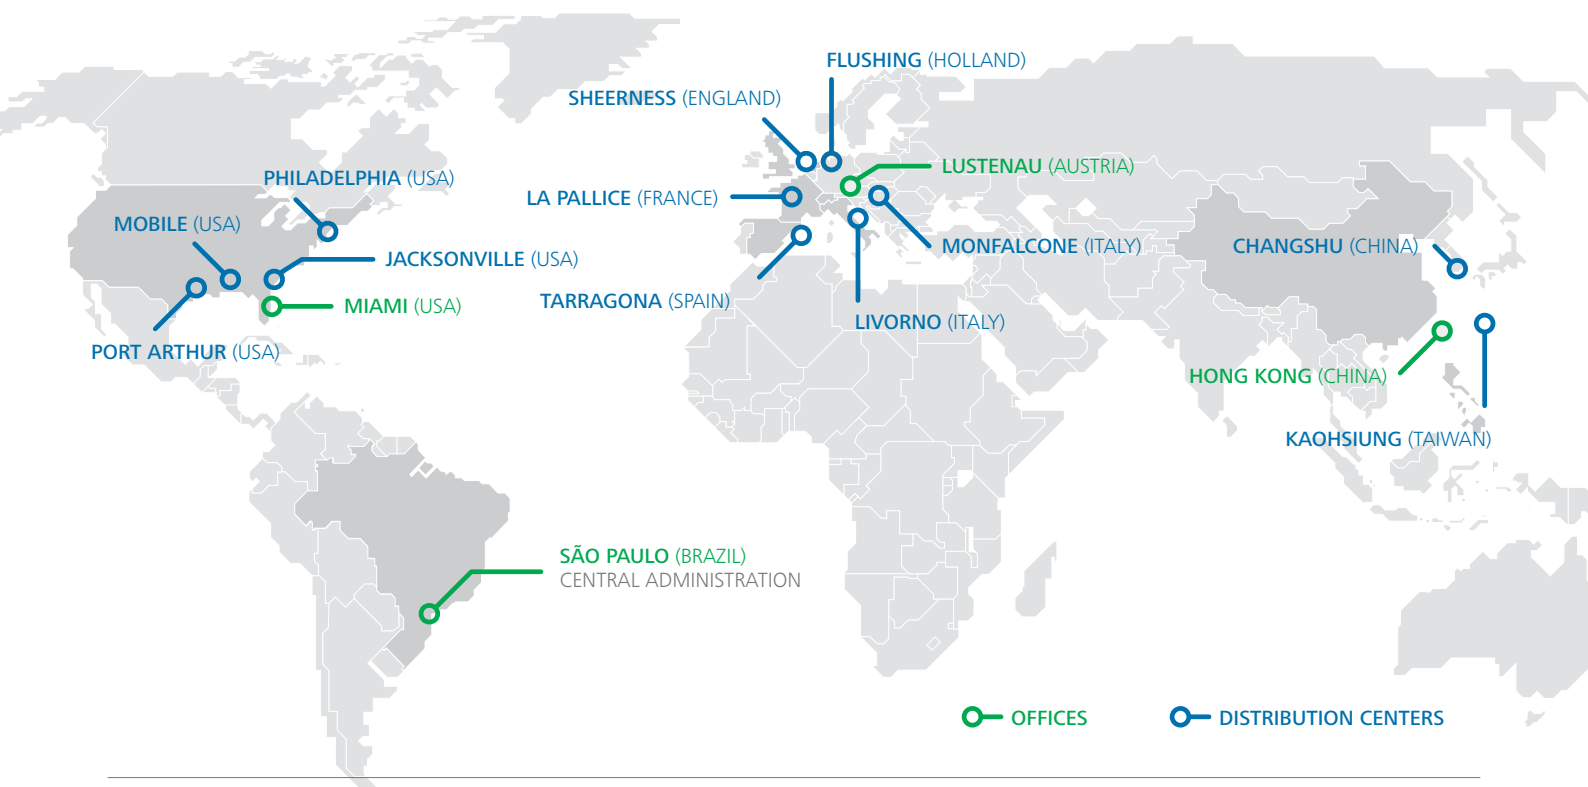 FLUSHING (HOLLAND)
SHEERNESS (ENGLAND)
LUSTENAU (AUSTRIA)
PHILADELPHIA (USA)
LA PALLICE (FRANCE)
MOBILE (USA)
MONFALCONE (ITALY)
CHANGSHU (CHINA)
JACKSONVILLE (USA)
TARRAGONA (SPAIN)
MIAMI (USA)
LIVORNO (ITALY)
PORT ARTHUR (USA)
HONG KONG (CHINA)
KAOHSIUNG (TAIWAN)
SÃO PAULO (BRAZIL)
CENTRAL ADMINISTRATION
OFFICES
DISTRIBUTION CENTERS